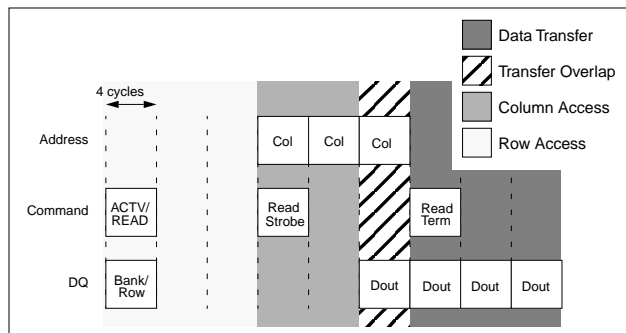 Data Transfer
Transfer Overlap
Column Access
Row Access
4 cycles
Address
Col
Col
Col
Command
ACTV/
READ
Read
Strobe
Read
Term
DQ
Bank/
Row
Dout
Dout
Dout
Dout